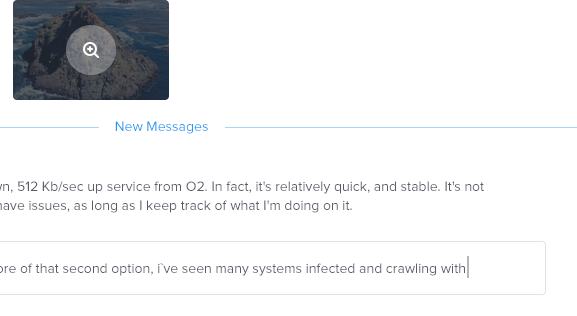 New Messages
512 Kb/sec up service from O2. In fact, it's relatively quick, and stable. It's not
have issues, as long as I keep track of what I'm doing on it.
of that second option, i`ve seen many systems infected and crawling with